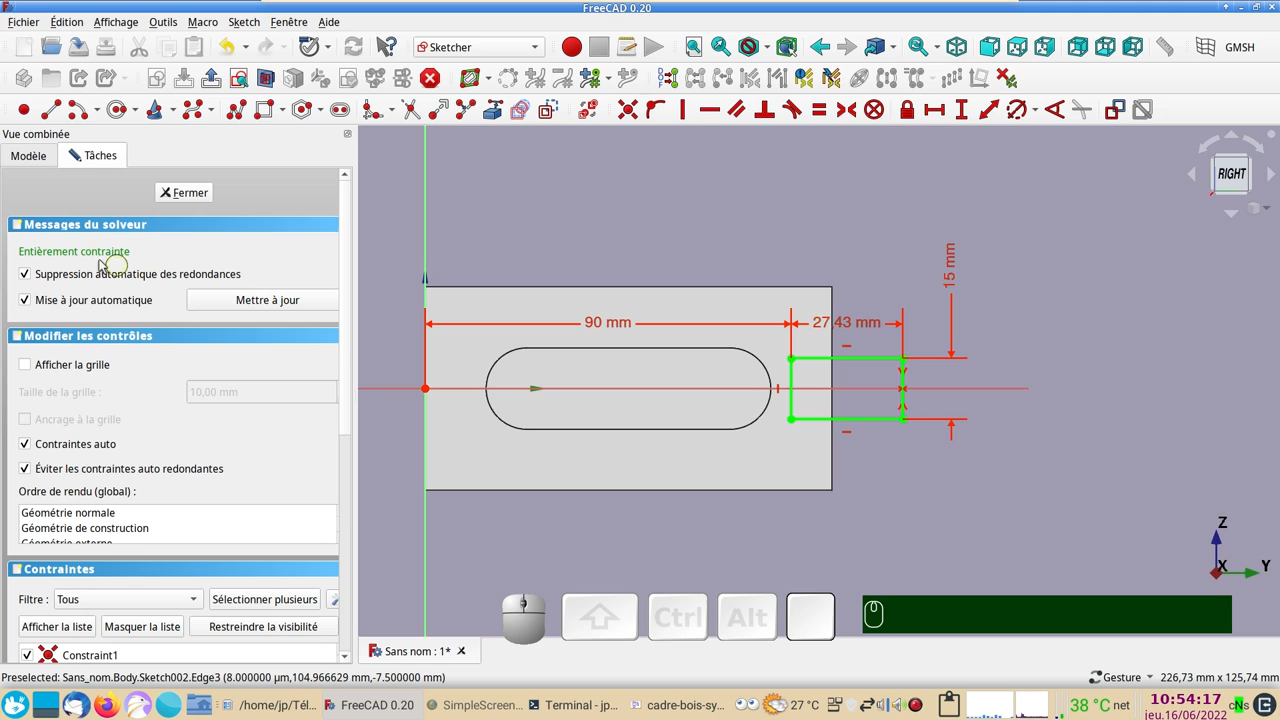 FreeCAD 0.20
Fichier Édition Affichage Outils Macro Sketch Fenêtre Aide
Sketcher
GMSH
Vue combinée
Modèle Tâches
Fermer
Messages du solveur
Entièrement contrainte
Suppression automatique des redondances
Mise à jour automatique Mettre à jour
Modifier les contrôles
Afficher la grille
Taille de la grille : 10,00 mm
Ancrage à la grille
Contraintes auto
Éviter les contraintes auto redondantes
Ordre de rendu (global) :
Géométrie normale
Géométrie de construction
Géométrie externe
Contraintes
Filtre : Tous Sélectionner plusieurs
Afficher la liste Masquer la liste Restreindre la visibilité
Constraint1
RIGHT
15 mm
90 mm 27,43 mm
Z
X Y
Ctrl Alt
Sans nom : 1*
Preselected: Sans_nom.Body.Sketch002.Edge3 (8.000000 µm,104.966629 mm,-7.500000 mm) Gesture 226,73 mm x 125,74 mm
/home/jp/Tél... FreeCAD 0.20 SimpleScreen... Terminal - jp... cadre-bois-sy... 27 °C 38 °C net 10:54:17 cNs
jeu.16/06/2022